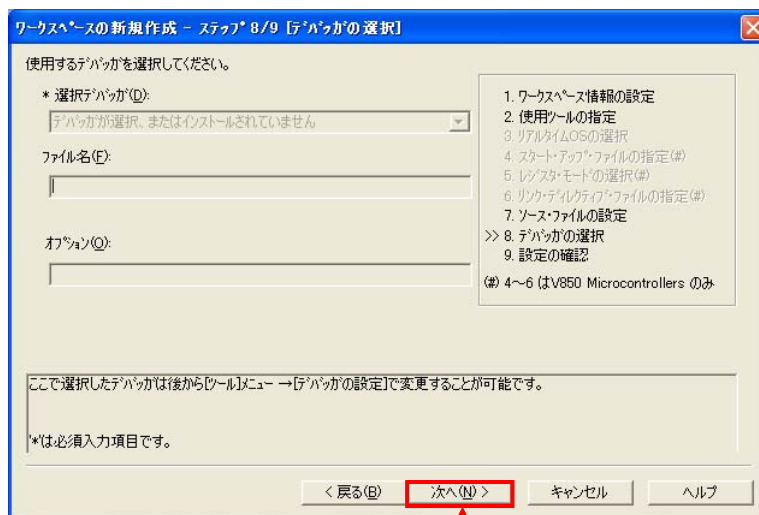 ワークスペースの新規作成 - ステップ 8/9 [デバッガの選択]
使用するデバッガを選択してください。
* 選択デバッガ(D):
デバッガが選択、またはインストールされていません
ファイル名(F):
オプション(O):
1. ワークスペース情報の設定
2. 使用ツールの指定
3. リアルタイムOSの選択
4. スタート・アップ・ファイルの指定(#)
5. レジスタ・モードの選択(#)
6. リンク・ディレクティブ・ファイルの指定(#)
7. ソース・ファイルの設定
>> 8. デバッガの選択
9. 設定の確認
(#) 4～6 はV850 Microcontrollers のみ
ここで選択したデバッガは後から[ツール]メニュー →[デバッガの設定]で変更することが可能です。
'*'は必須入力項目です。
< 戻る(B)
次へ(N) >
キャンセル
ヘルプ